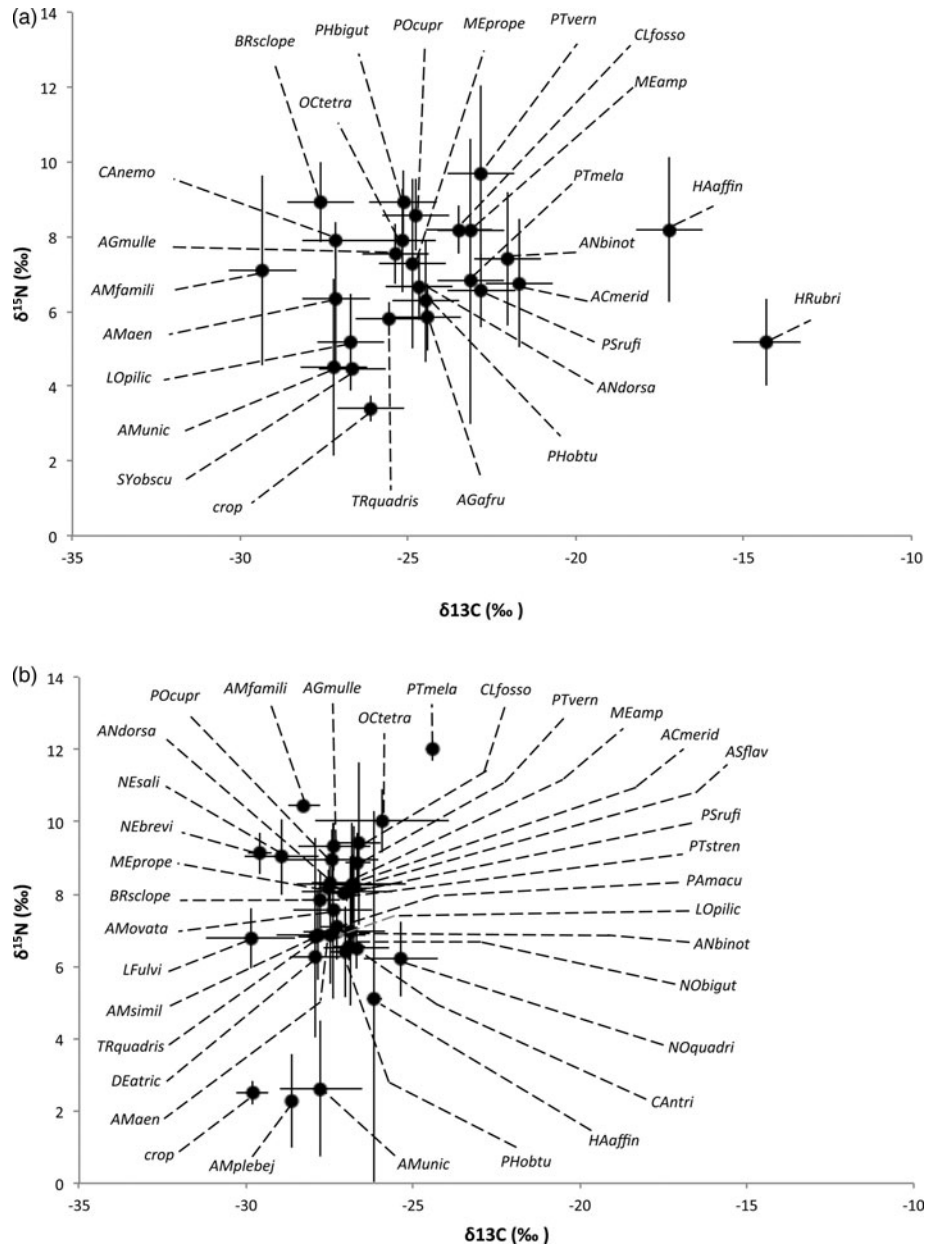 (a)
14
12
10
8
6
4
2
0
δ15N (‰)
BRsclope
PHbigut
POcupr
MEprope
PTvern
CLfosso
MEamp
OCtetra
PTmela
HAaffin
CAnemo
AGmulle
ANbinot
AMfamili
ACmerid
HRubri
AMaen
PSrufi
LOpilic
ANdorsa
AMunic
PHobtu
SYobscu
crop
TRquadris
AGafru
-35
-30
-25
-20
-15
-10
δ13C (‰ )
(b)
14
12
10
8
6
4
2
0
δ15N (‰)
POcupr
AMfamili
AGmulle
OCtetra
PTmela
CLfosso
PTvern
MEamp
ACmerid
ASflav
ANdorsa
NEsali
PSrufi
NEbrevi
PTstren
MEprope
PAmacu
BRsclope
LOpilic
AMovata
ANbinot
LFulvi
NObigut
AMsimil
NOquadri
TRquadris
DEatric
CAntri
AMaen
HAaffin
crop
AMplebej
AMunic
PHobtu
-35
-30
-25
-20
-15
-10
δ13C (‰ )